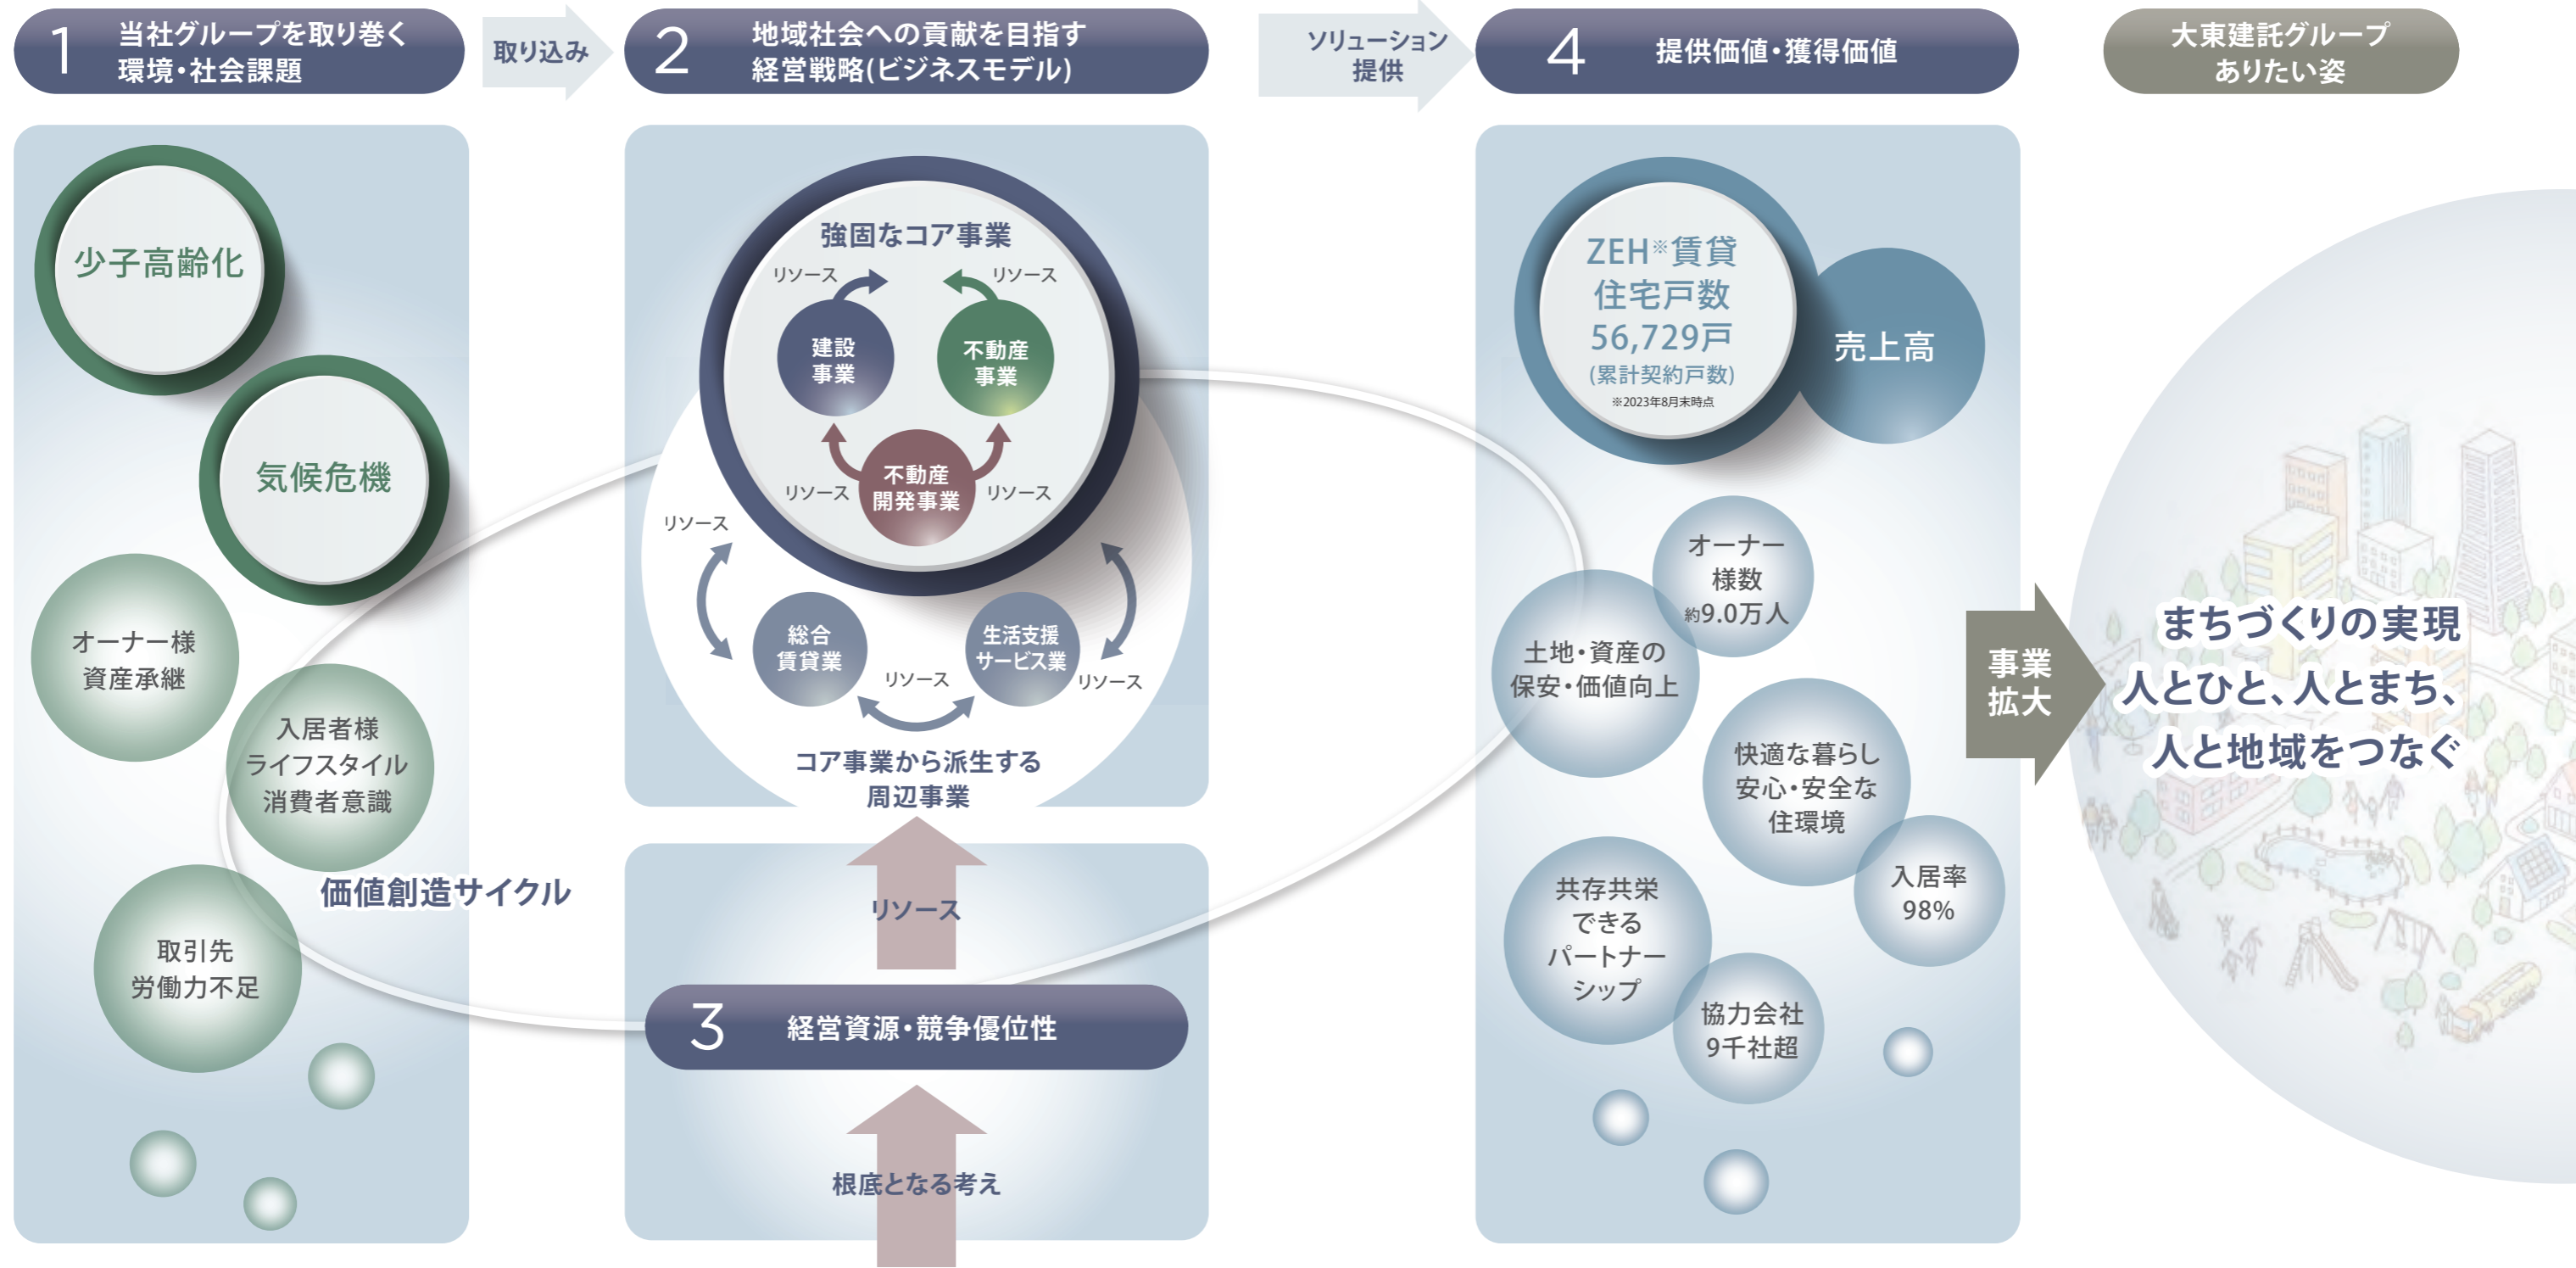 1
当社グループを取り巻く
環境・社会課題
取り込み
2
地域社会への貢献を目指す
経営戦略(ビジネスモデル)
ソリューション
提供
4
提供価値・獲得価値
大東建託グループ
ありたい姿
少子高齢化
気候危機
オーナー様
資産承継
入居者様
ライフスタイル
消費者意識
価値創造サイクル
取引先
労働力不足
強固なコア事業
リソース
リソース
建設
事業
不動産
事業
不動産
開発事業
リソース
リソース
リソース
総合
賃貸業
生活支援
サービス業
リソース
リソース
コア事業から派生する
周辺事業
リソース
3
経営資源・競争優位性
根底となる考え
ZEH※賃貸
住宅戸数
56,729戸
(累計契約戸数)
※2023年8月末時点
売上高
オーナー
様数
約9.0万人
土地・資産の
保安・価値向上
快適な暮らし
安心・安全な
住環境
入居率
98%
共存共栄
できる
パートナー
シップ
協力会社
9千社超
事業
拡大
まちづくりの実現
人とひと、人とまち、
人と地域をつなぐ